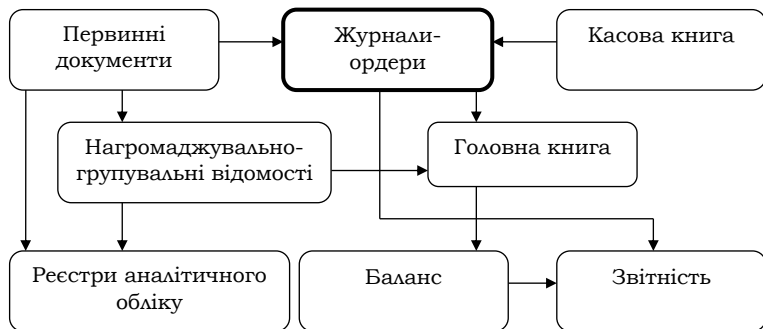 Первинні
документи
Журнали-
ордери
Касова книга
Нагромаджувально-
групувальні відомості
Головна книга
Реєстри аналітичного
обліку
Баланс
Звітність